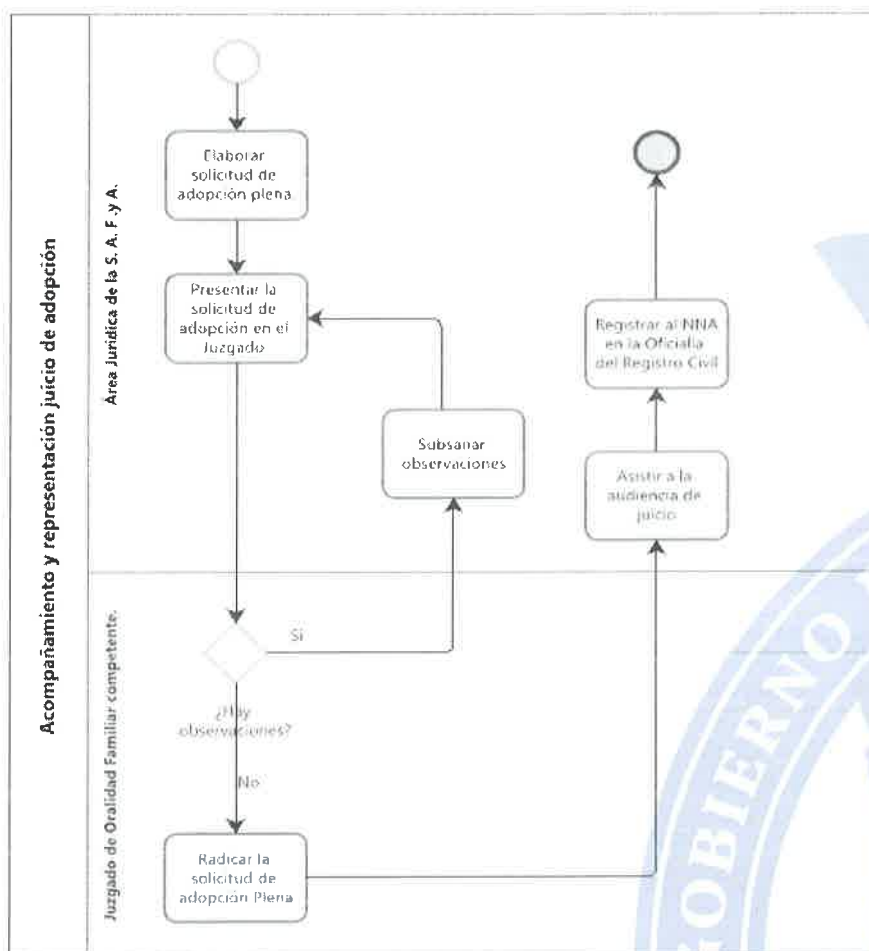 Acompañamiento y representación juicio de adopción
Área Jurídica de la S. A. F. y A.
Elaborar
solicitud de
adopción plena
Presentar la
solicitud de
adopción en el
Juzgado
Subsanar
observaciones
Registrar al NNA
en la Oficialía
del Registro Civil
Asistir a la
audiencia de
juicio
Juzgado de Oralidad Familiar competente.
Si
¿Hay
observaciones?
No
Radicar la
solicitud de
adopción Plena
GOBIERNO